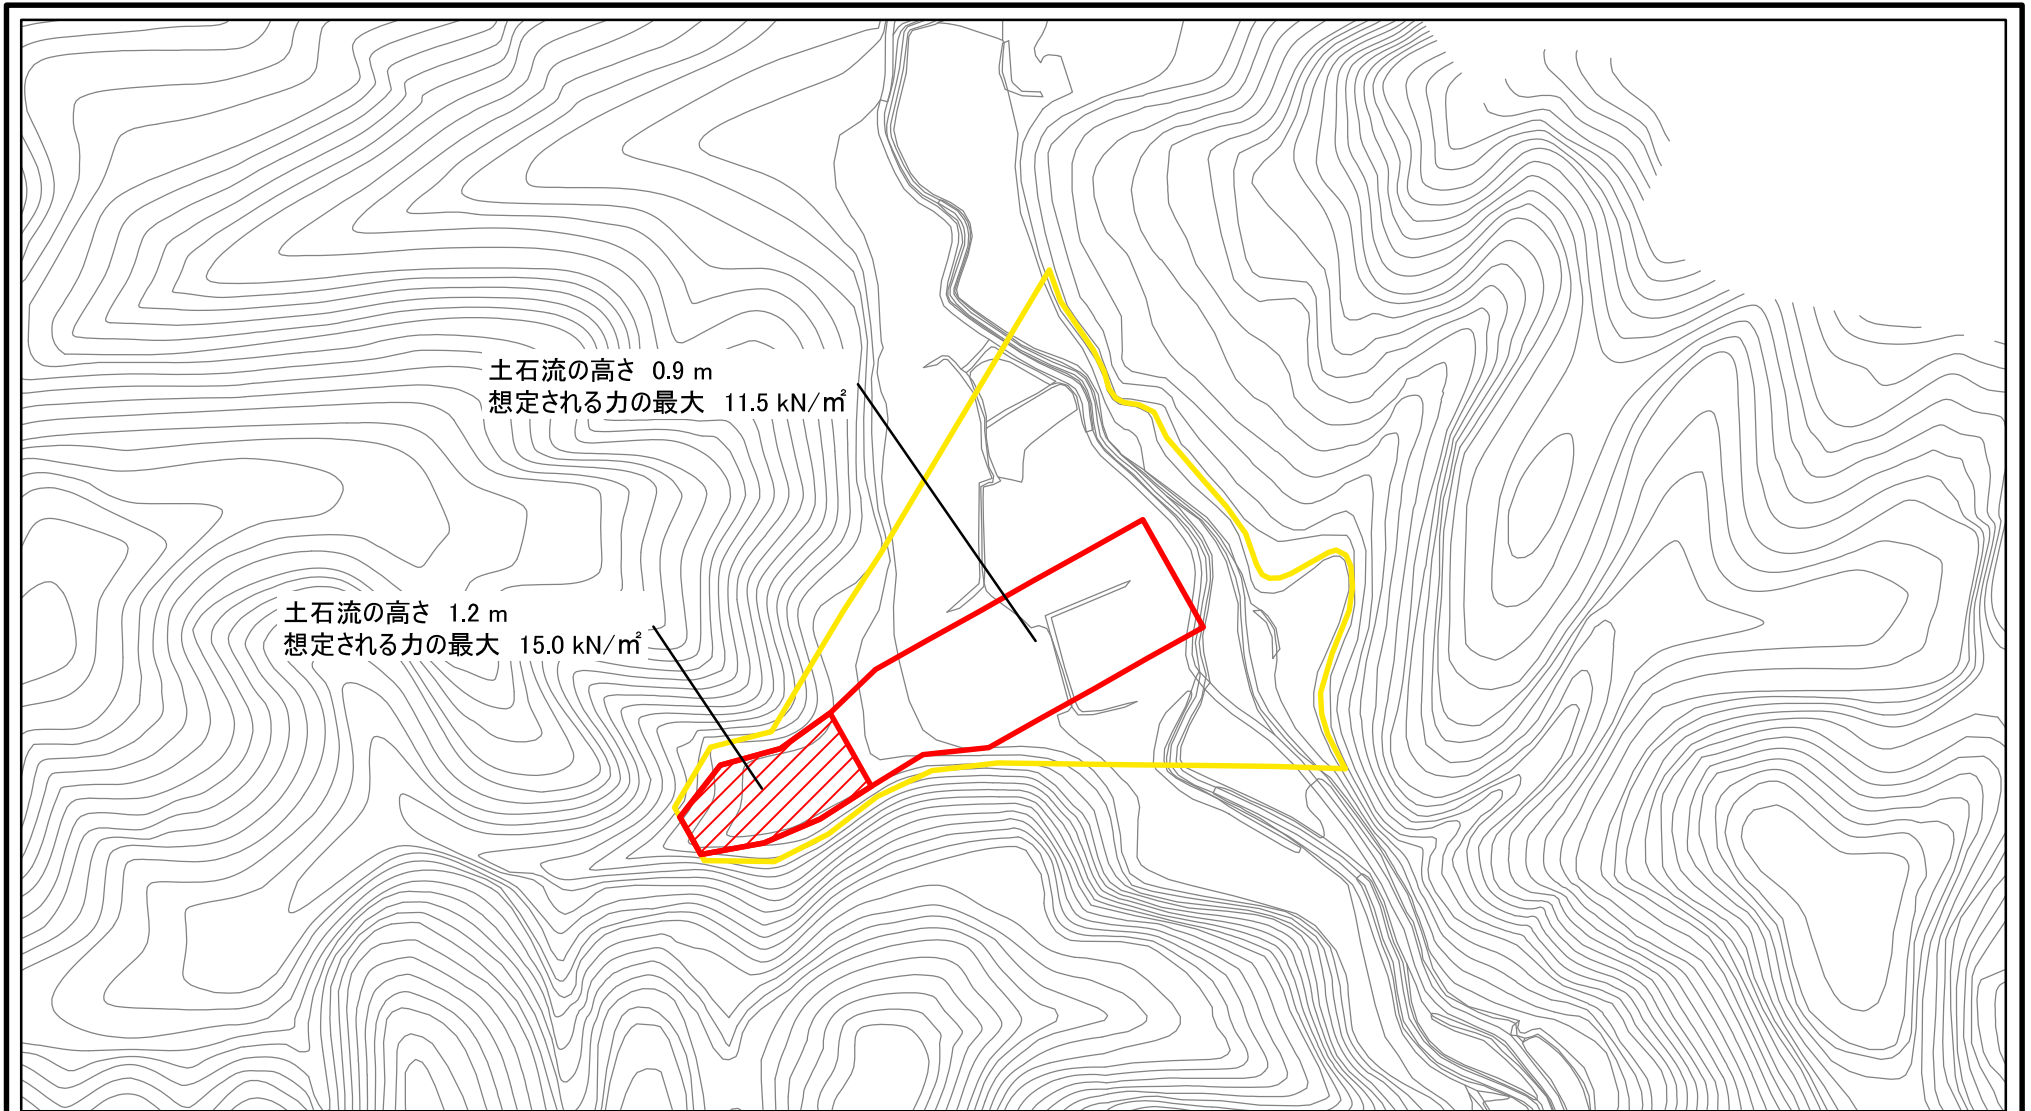 土石流の高さ 0.9 m
想定される力の最大 11.5 kN/㎡
土石流の高さ 1.2 m
想定される力の最大 15.0 kN/㎡